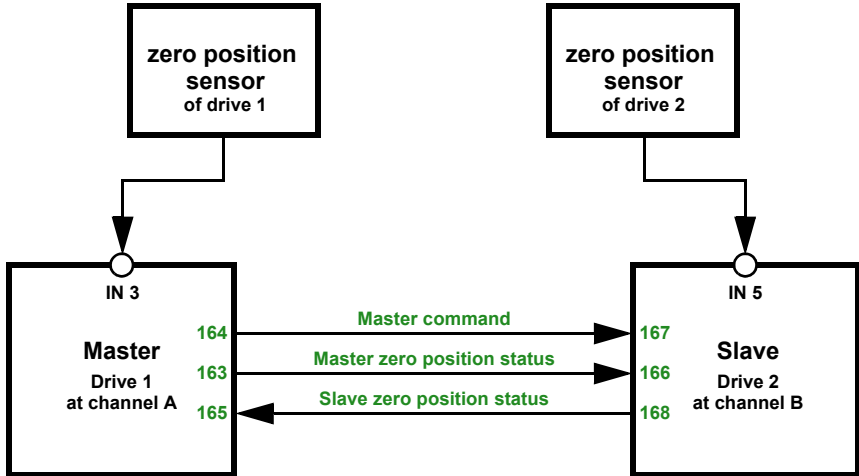 zero position
sensor
of drive 1
zero position
sensor
of drive 2
IN 3
IN 5
Master
Drive 1
at channel A
164
163
165
Master command
Master zero position status
Slave zero position status
167
166
168
Slave
Drive 2
at channel B